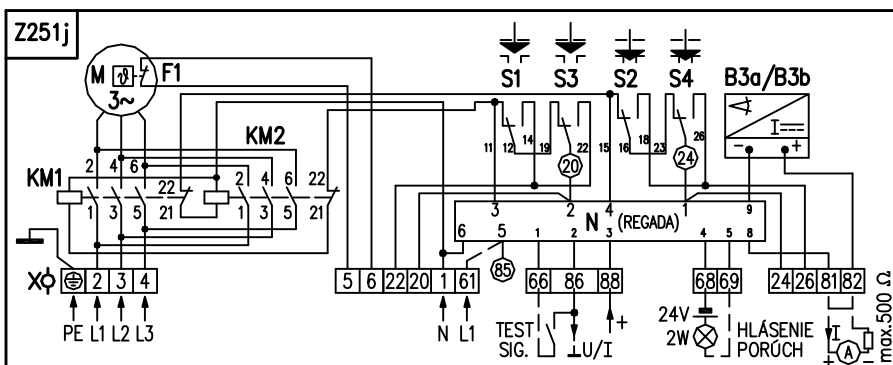 Z251j
M ϑ F1
3~
S1 S3 S2 S4 B3a/B3b
I
- +
KM2
KM1
2 4 6 22
1 3 5 21
2 4 6 22
1 3 5 21
11 12 14 19 22 15 16 18 23 26
20 24
3 2 4 1 9
N (REGADA)
6 5 1 2 3 4 5 8
85
X
2 3 4 5 6 22 20 1 61 66 86 88 68 69 24 26 81 82
PE L1 L2 L3 N L1
TEST
SIG.
⊥U/I
+
24V
2W
HLÁSENIE
PORÚCH
I
+ A -
max.500 Ω